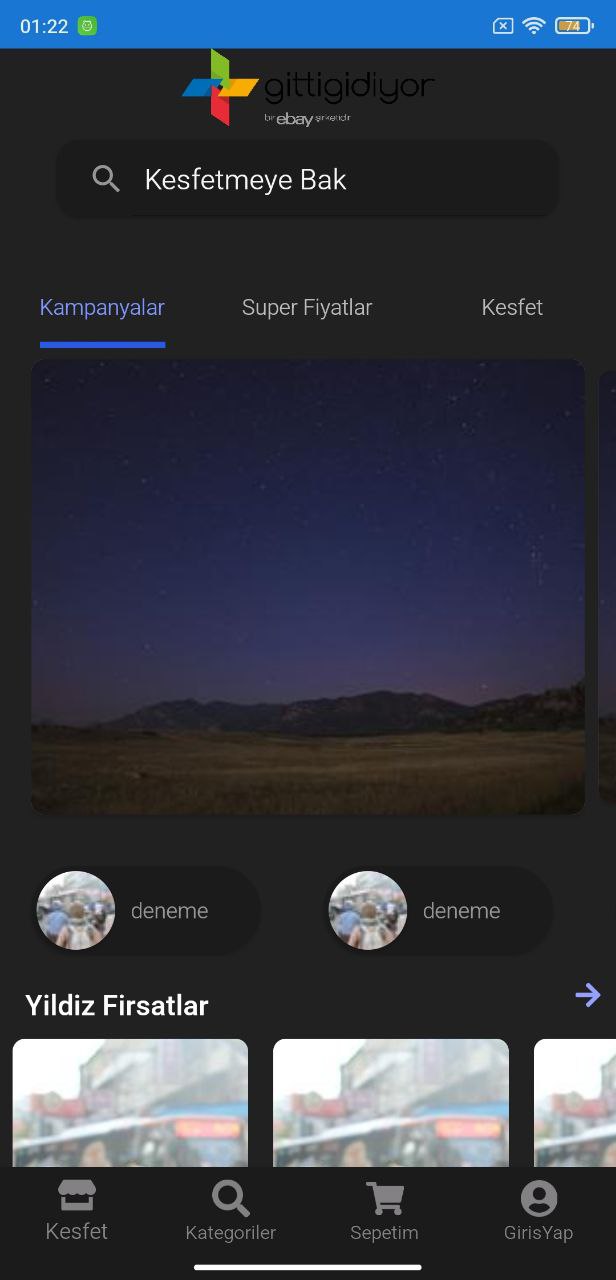 01:22
74
gittigidiyor
bir ebay şirketidir
Kesfetmeye Bak
Kampanyalar Super Fiyatlar Kesfet
deneme deneme
Yildiz Firsatlar
Kesfet Kategoriler Sepetim GirisYap